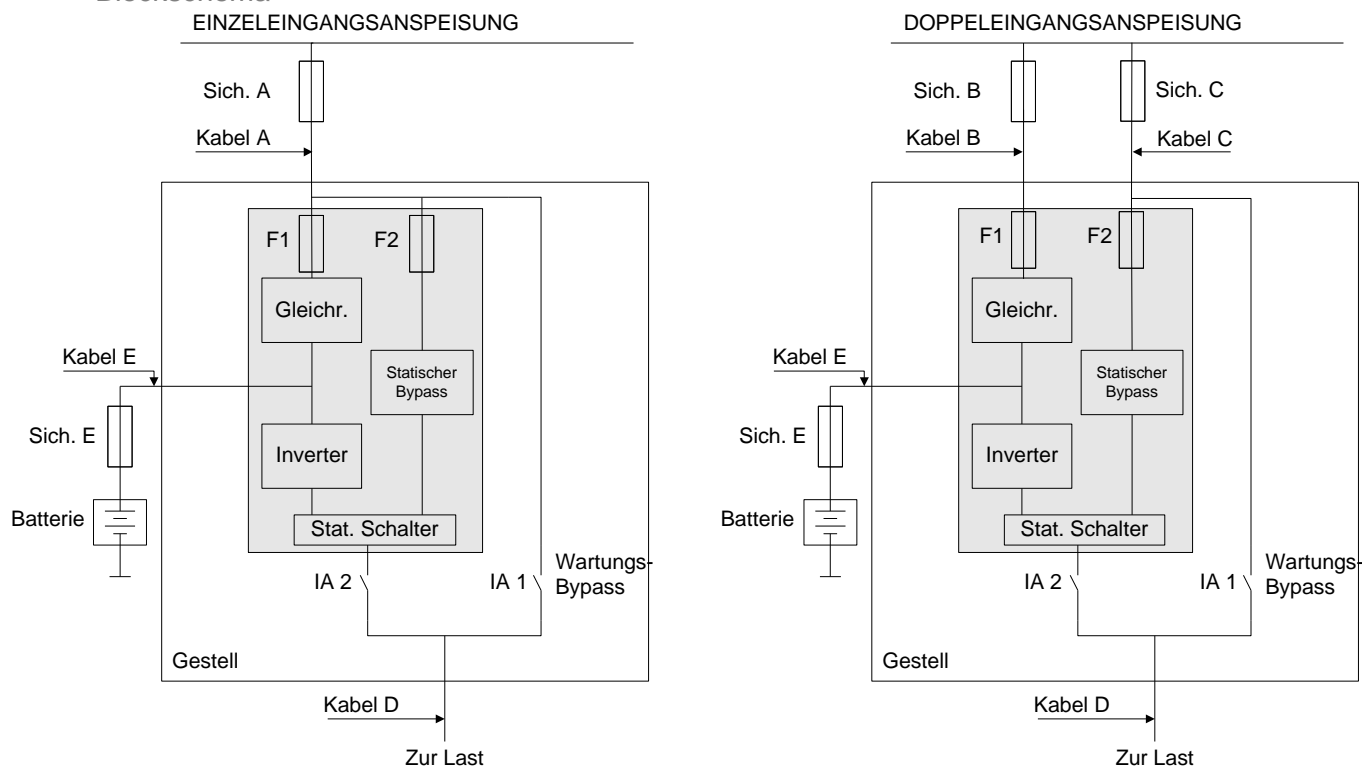 Blockschema
EINZELEINGANGSANSPEISUNG
Sich. A
Kabel A
F1
F2
Gleichr.
Kabel E
Statischer
Bypass
Sich. E
Inverter
Batterie
Stat. Schalter
IA 2
IA 1
Wartungs-
Bypass
Gestell
Kabel D
Zur Last
DOPPELEINGANGSANSPEISUNG
Sich. B
Sich. C
Kabel B
Kabel C
F1
F2
Gleichr.
Kabel E
Statischer
Bypass
Sich. E
Inverter
Batterie
Stat. Schalter
IA 2
IA 1
Wartungs-
Bypass
Gestell
Kabel D
Zur Last